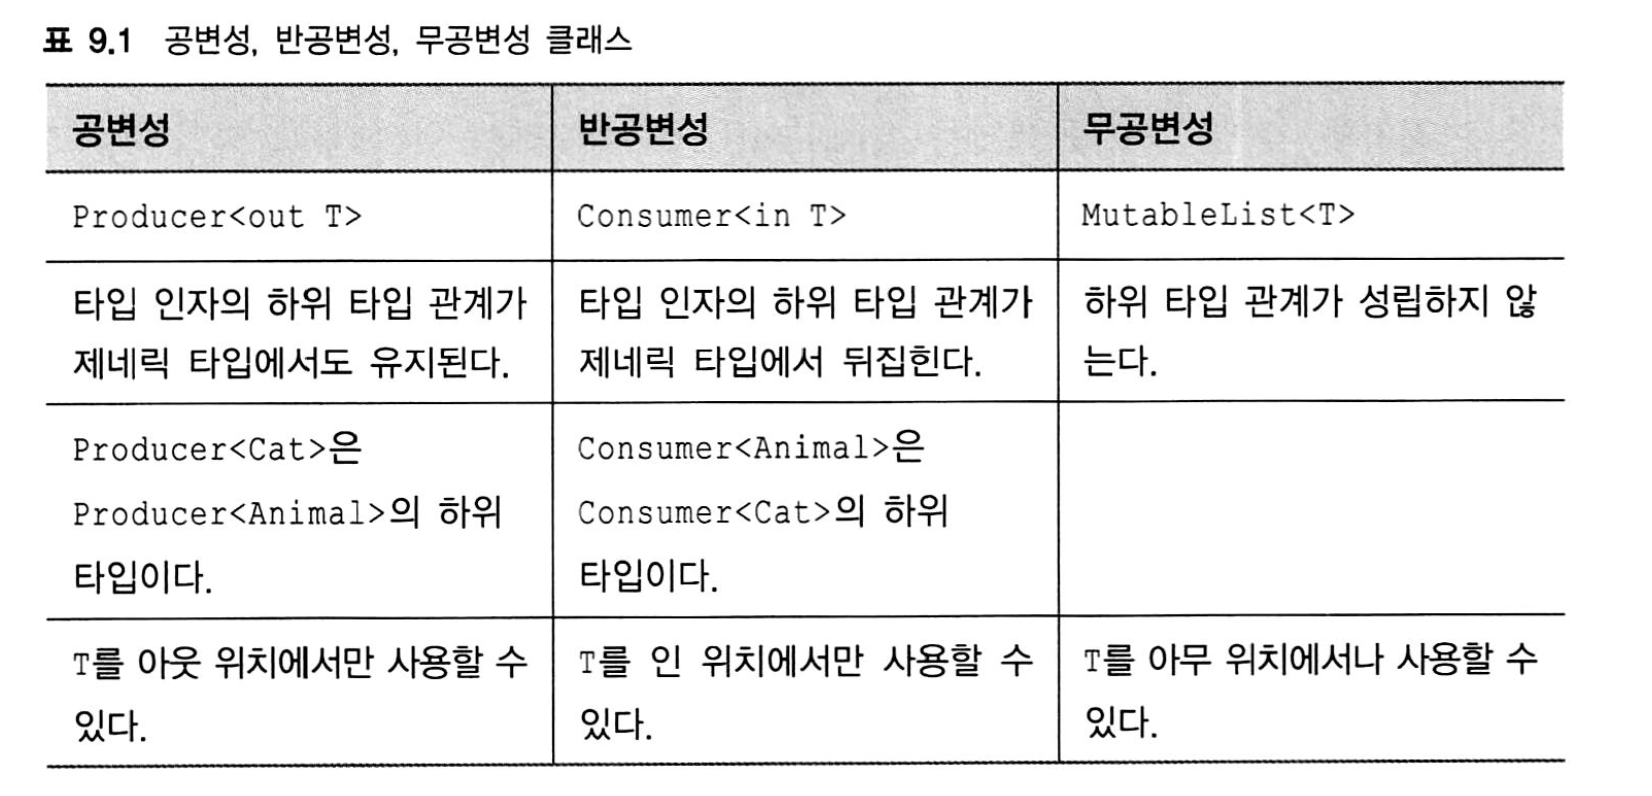 표 9.1 공변성, 반공변성, 무공변성 클래스
공변성
반공변성
무공변성
Producer<out T>
Consumer<in T>
MutableList<T>
타입 인자의 하위 타입 관계가
제네릭 타입에서도 유지된다.
타입 인자의 하위 타입 관계가
제네릭 타입에서 뒤집힌다.
하위 타입 관계가 성립하지 않
는다.
Producer<Cat>은
Producer<Animal>의 하위
타입이다.
Consumer<Animal>은
Consumer<Cat>의 하위
타입이다.
T를 아웃 위치에서만 사용할 수
있다.
T를 인 위치에서만 사용할 수
있다.
T를 아무 위치에서나 사용할 수
있다.